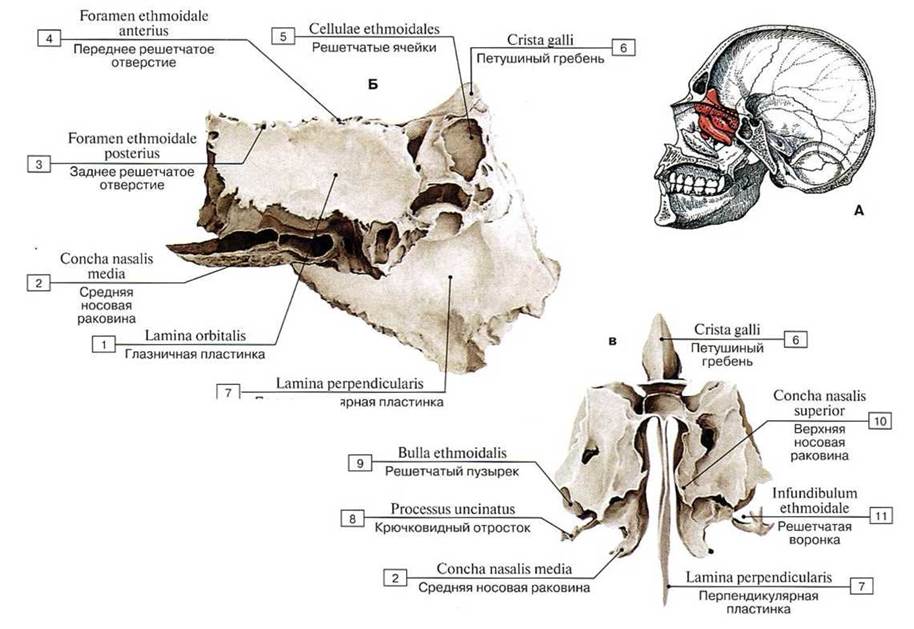 Foramen ethmoidale
anterius
4
Переднее решетчатое
отверстие
5
Cellulae ethmoidales
Решетчатые ячейки
Crista galli
6
Петушиный гребень
Б
Foramen ethmoidale
posterius
3
Заднее решетчатое
отверстие
А
Concha nasalis
media
2
Средняя
носовая
раковина
Lamina orbitalis
1
Глазничная пластинка
7
Lamina perpendicularis
ярная пластинка
в
Crista galli
6
Петушиный
гребень
Concha nasalis
superior
10
Верхняя
носовая
раковина
Bulla ethmoidalis
9
Решетчатый пузырек
Processus uncinatus
8
Крючковидный отросток
Infundibulum
ethmoidale
11
Решетчатая
воронка
Concha nasalis media
2
Средняя носовая раковина
Lamina perpendicularis
7
Перпендикулярная
пластинка